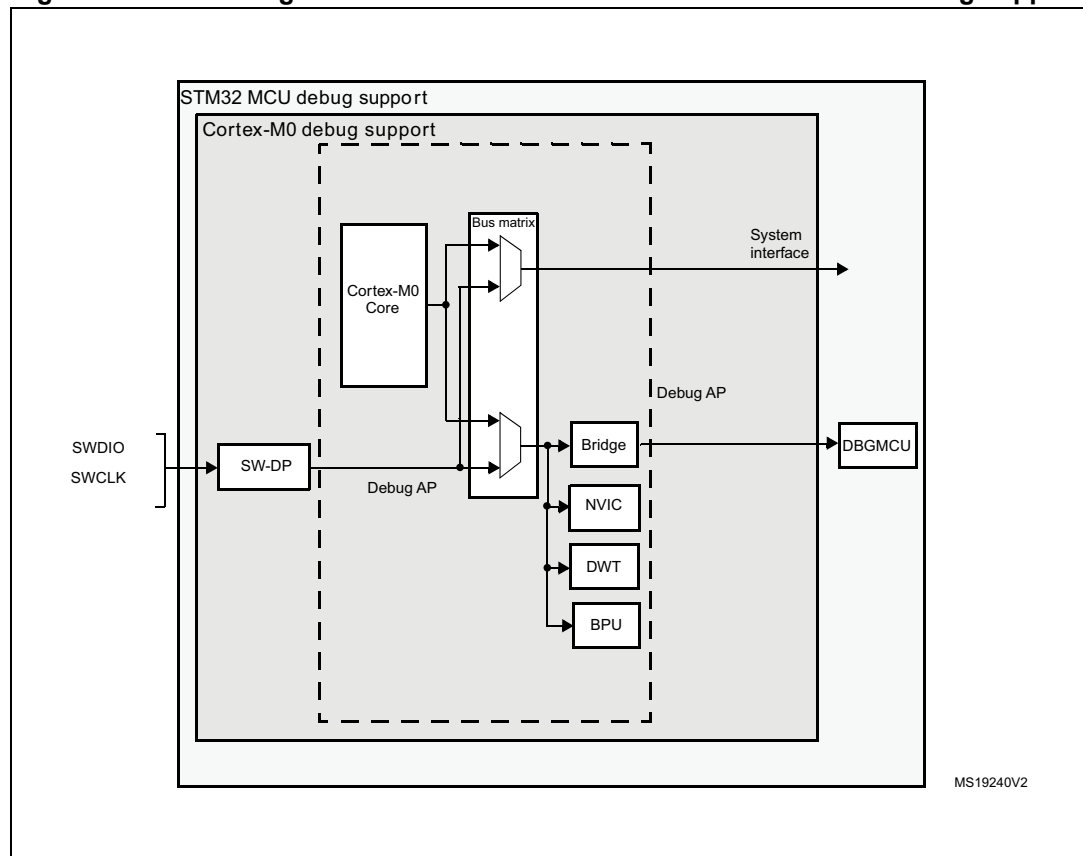 STM32 MCU debug support
Cortex-M0 debug support
Bus matrix
System
interface
Cortex-M0
Core
Debug AP
SWDIO
SWCLK
SW-DP
Debug AP
Bridge
DBGMCU
NVIC
DWT
BPU
MS19240V2